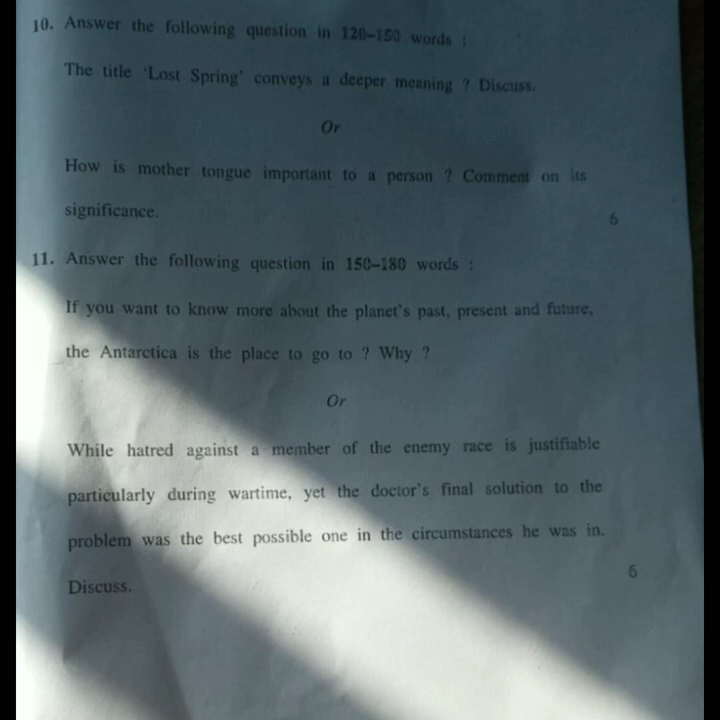 10. Answer the following question in 120–150 words :
The title 'Lost Spring' conveys a deeper meaning ? Discuss.
Or
How is mother tongue important to a person ? Comment on its
significance.
6
11. Answer the following question in 150–180 words :
If you want to know more about the planet's past, present and future,
the Antarctica is the place to go to ? Why ?
Or
While hatred against a member of the enemy race is justifiable
particularly during wartime, yet the doctor's final solution to the
problem was the best possible one in the circumstances he was in.
Discuss.
6